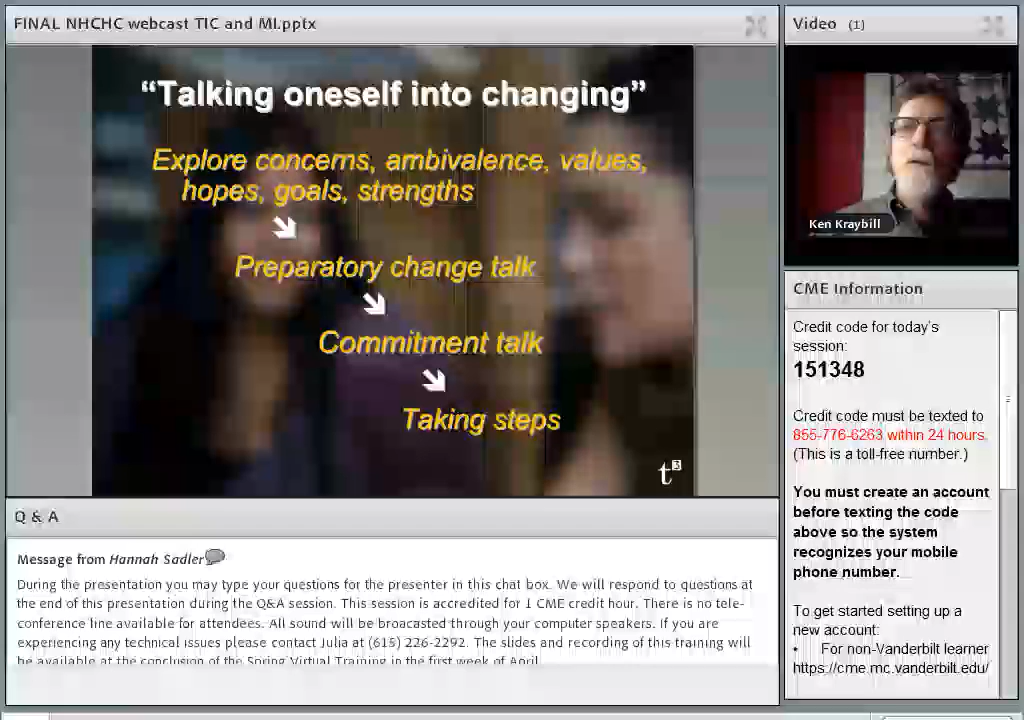 FINAL NHCHC webcast TIC and MI.pptx
“Talking oneself into changing”
Explore concerns, ambivalence, values,
hopes, goals, strengths
Preparatory change talk
Commitment talk
Taking steps
t3
Video (1)
Ken Kraybill
CME Information
Credit code for today's
session:
151348
Credit code must be texted to
855-776-6263 within 24 hours.
(This is a toll-free number.)
You must create an account
before texting the code
above so the system
recognizes your mobile
phone number.
To get started setting up a
new account:
• For non-Vanderbilt learner
https://cme.mc.vanderbilt.edu/
Q & A
Message from Hannah Sadler
During the presentation you may type your questions for the presenter in this chat box. We will respond to questions at
the end of this presentation during the Q&A session. This session is accredited for 1 CME credit hour. There is no tele-
conference line available for attendees. All sound will be broacasted through your computer speakers. If you are
experiencing any technical issues please contact Julia at (615) 226-2292. The slides and recording of this training will
be available at the conclusion of the Spring Virtual Training in the first week of April.